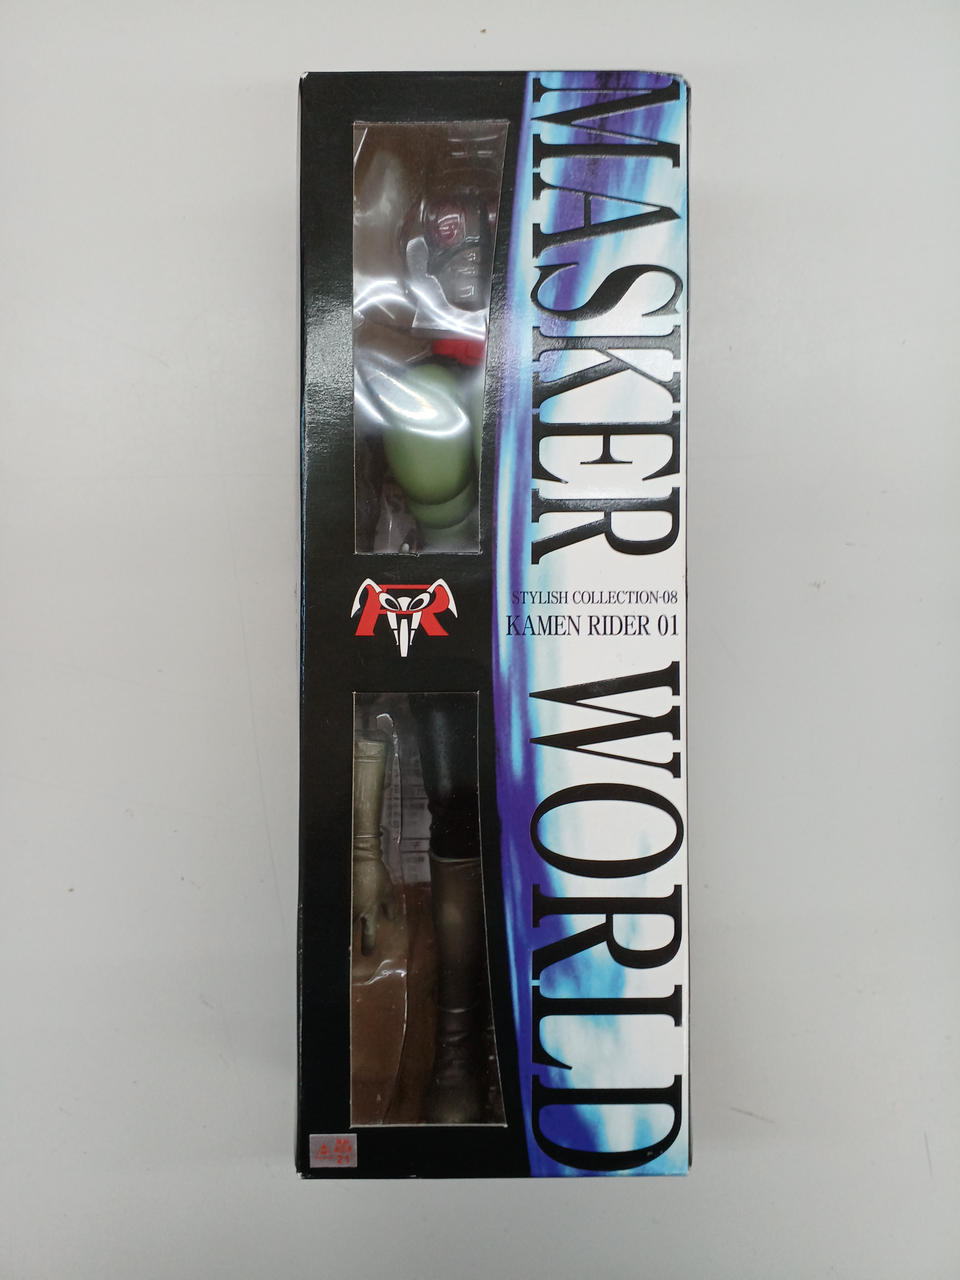 MASKER WORLD
STYLISH COLLECTION-08
KAMEN RIDER 01